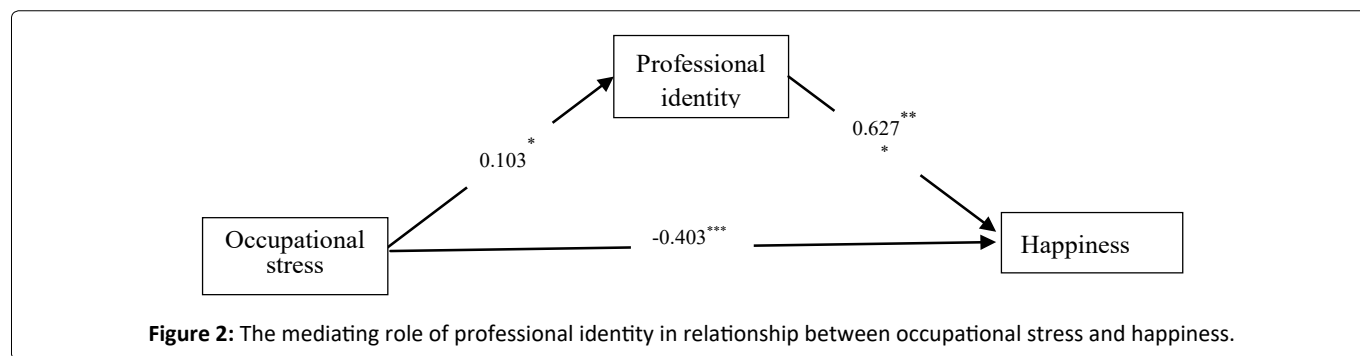 Professional
identity
0.627**
*
0.103*
-0.403***
Occupational
stress
Happiness
Figure 2: The mediating role of professional identity in relationship between occupational stress and happiness.